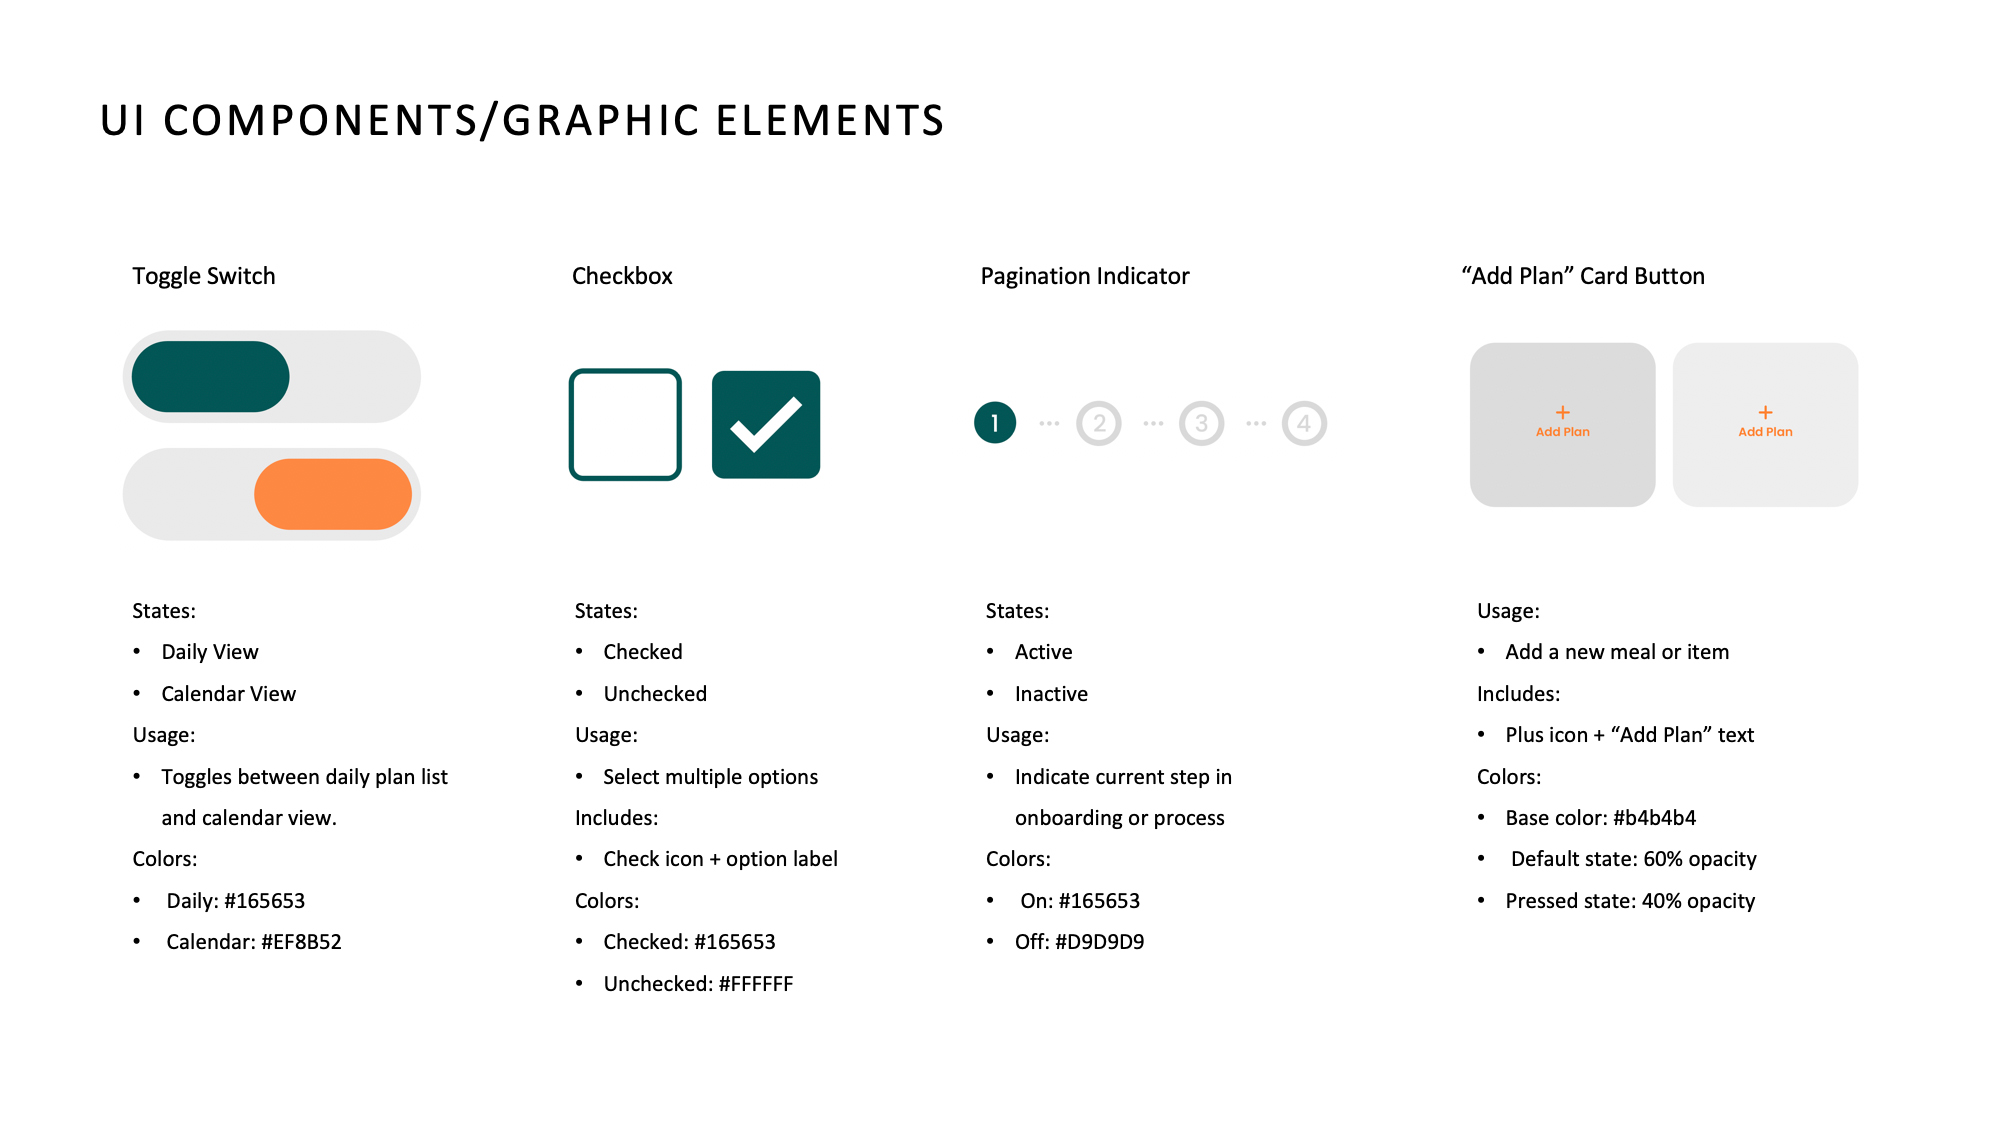 UI COMPONENTS/GRAPHIC ELEMENTS
Toggle Switch
States:
• Daily View
• Calendar View
Usage:
• Toggles between daily plan list
and calendar view.
Colors:
• Daily: #165653
• Calendar: #EF8B52
Checkbox
States:
• Checked
• Unchecked
Usage:
• Select multiple options
Includes:
• Check icon + option label
Colors:
• Checked: #165653
• Unchecked: #FFFFFF
Pagination Indicator
1 ··· 2 ··· 3 ··· 4
States:
• Active
• Inactive
Usage:
• Indicate current step in
onboarding or process
Colors:
• On: #165653
• Off: #D9D9D9
“Add Plan” Card Button
+
Add Plan
+
Add Plan
Usage:
• Add a new meal or item
Includes:
• Plus icon + “Add Plan” text
Colors:
• Base color: #b4b4b4
• Default state: 60% opacity
• Pressed state: 40% opacity